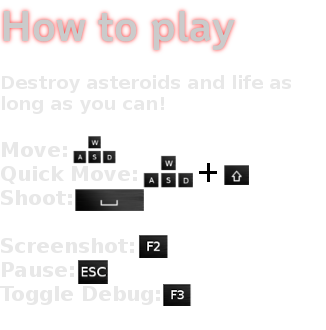 How to play
Destroy asteroids and life as
long as you can!
W
Move: A S D
W
Quick Move: A S D + ⇧
Shoot:
Screenshot: F2
Pause: ESC
Toggle Debug: F3